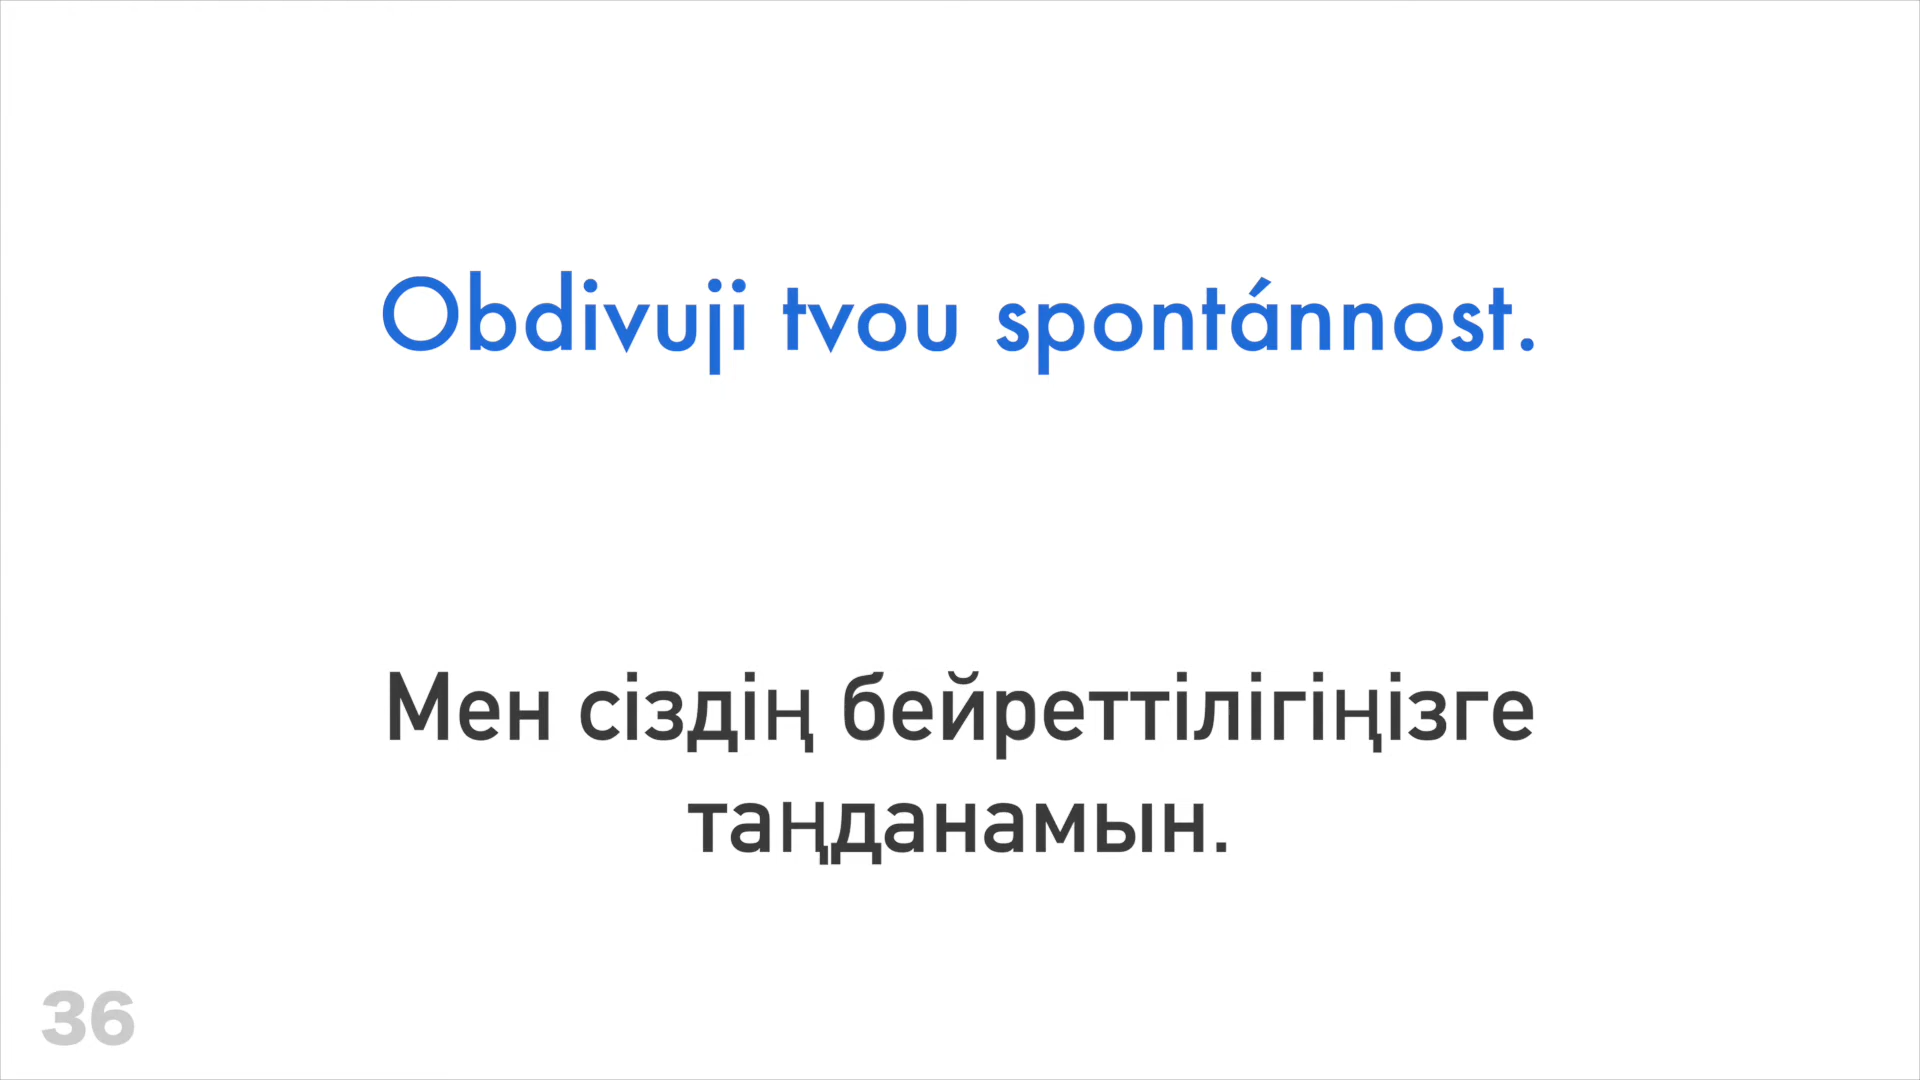 Obdivuji tvou spontánnost.
Мен сіздің бейреттілігіңізге
таңданамын.
36